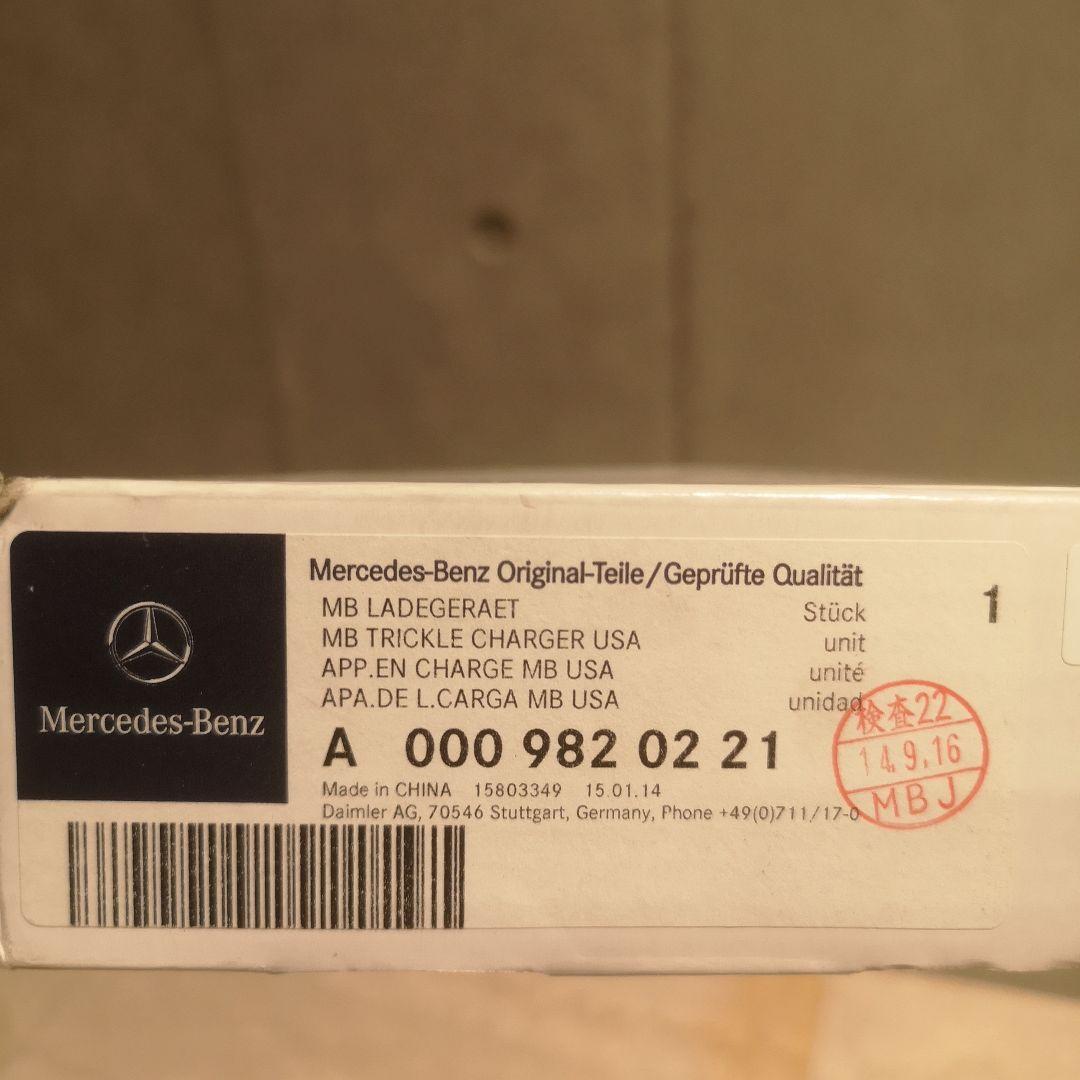 Mercedes-Benz
Mercedes-Benz Original-Teile/Geprüfte Qualität
MB LADEGERAET Stück 1
MB TRICKLE CHARGER USA unit
APP.EN CHARGE MB USA unité
APA.DE L.CARGA MB USA unidad
A 000 982 02 21
Made in CHINA 15803349 15.01.14
Daimler AG, 70546 Stuttgart, Germany, Phone +49(0)711/17-0
検査22
14.9.16
MBJ